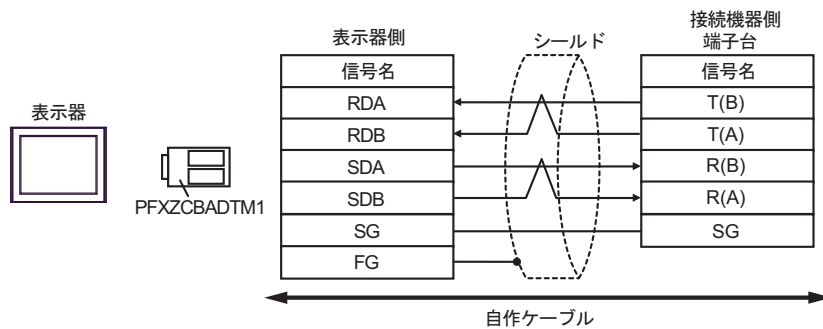 表示器
PFXZCBADTM1
表示器側
信号名
RDA
RDB
SDA
SDB
SG
FG
シールド
接続機器側
端子台
信号名
T(B)
T(A)
R(B)
R(A)
SG
自作ケーブル